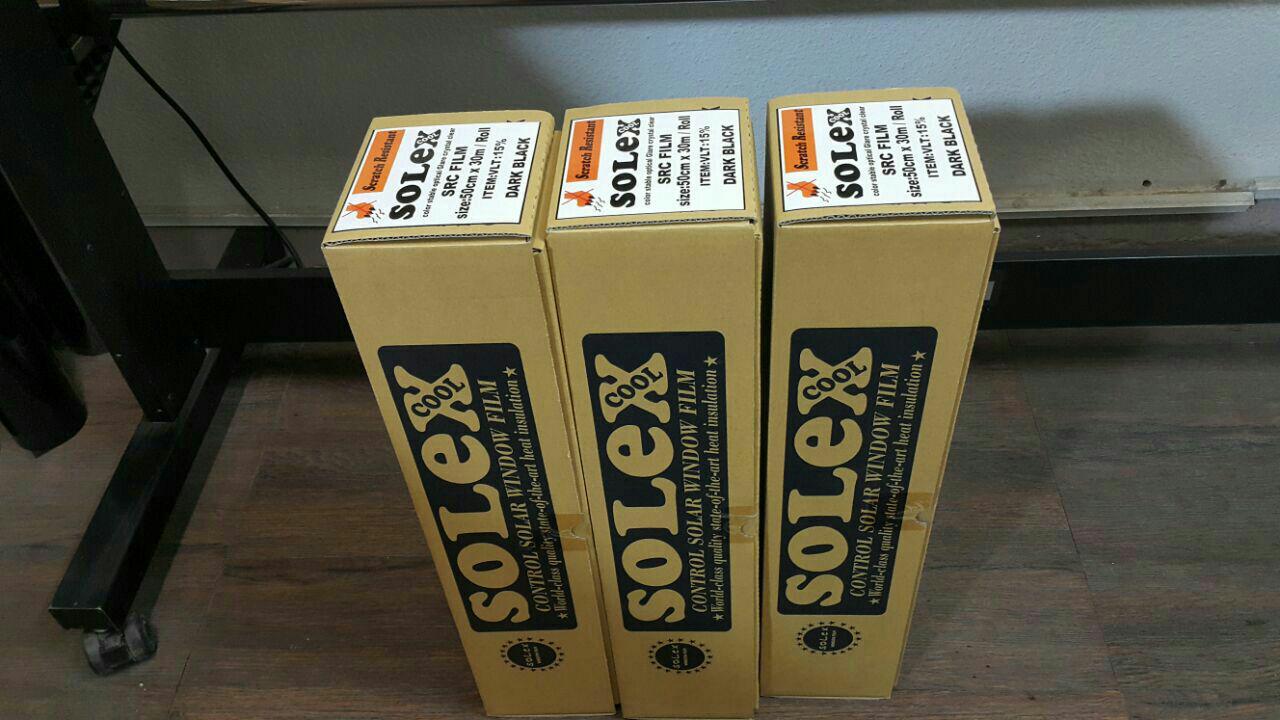 Scratch Resistant
SOLex
color stable optical Glare crystal clear
SRC FILM
size:50cm x 30m / Roll
ITEM:VLT:15%
DARK BLACK
Scratch Resistant
SOLex
color stable optical Glare crystal clear
SRC FILM
size:50cm x 30m / Roll
ITEM:VLT:15%
DARK BLACK
Scratch Resistant
SOLex
color stable optical Glare crystal clear
SRC FILM
size:50cm x 30m / Roll
ITEM:VLT:15%
DARK BLACK
SOLex
COOL
CONTROL SOLAR WINDOW FILM
★ World-class quality state-of-the-art heat insulation ★
SOLex
SOLex
COOL
CONTROL SOLAR WINDOW FILM
★ World-class quality state-of-the-art heat insulation ★
SOLex
SOLex
COOL
CONTROL SOLAR WINDOW FILM
★ World-class quality state-of-the-art heat insulation ★
SOLex